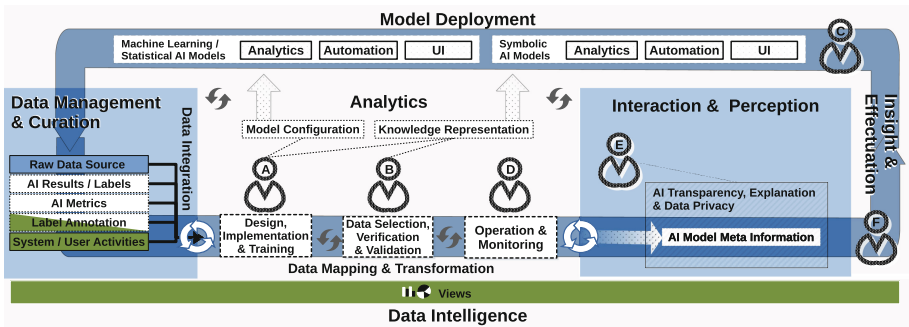 Model Deployment
Machine Learning /
Statistical AI Models
Analytics
Automation
UI
Symbolic
AI Models
Analytics
Automation
UI
C
Data Management
& Curation
Data Integration
Raw Data Source
AI Results / Labels
AI Metrics
Label Annotation
System / User Activities
Analytics
Model Configuration
Knowledge Representation
A
B
D
Design,
Implementation
& Training
Data Selection,
Verification
& Validation
Operation &
Monitoring
Data Mapping & Transformation
Interaction & Perception
E
AI Transparency, Explanation
& Data Privacy
AI Model Meta Information
Insight &
Effectuation
F
Views
Data Intelligence